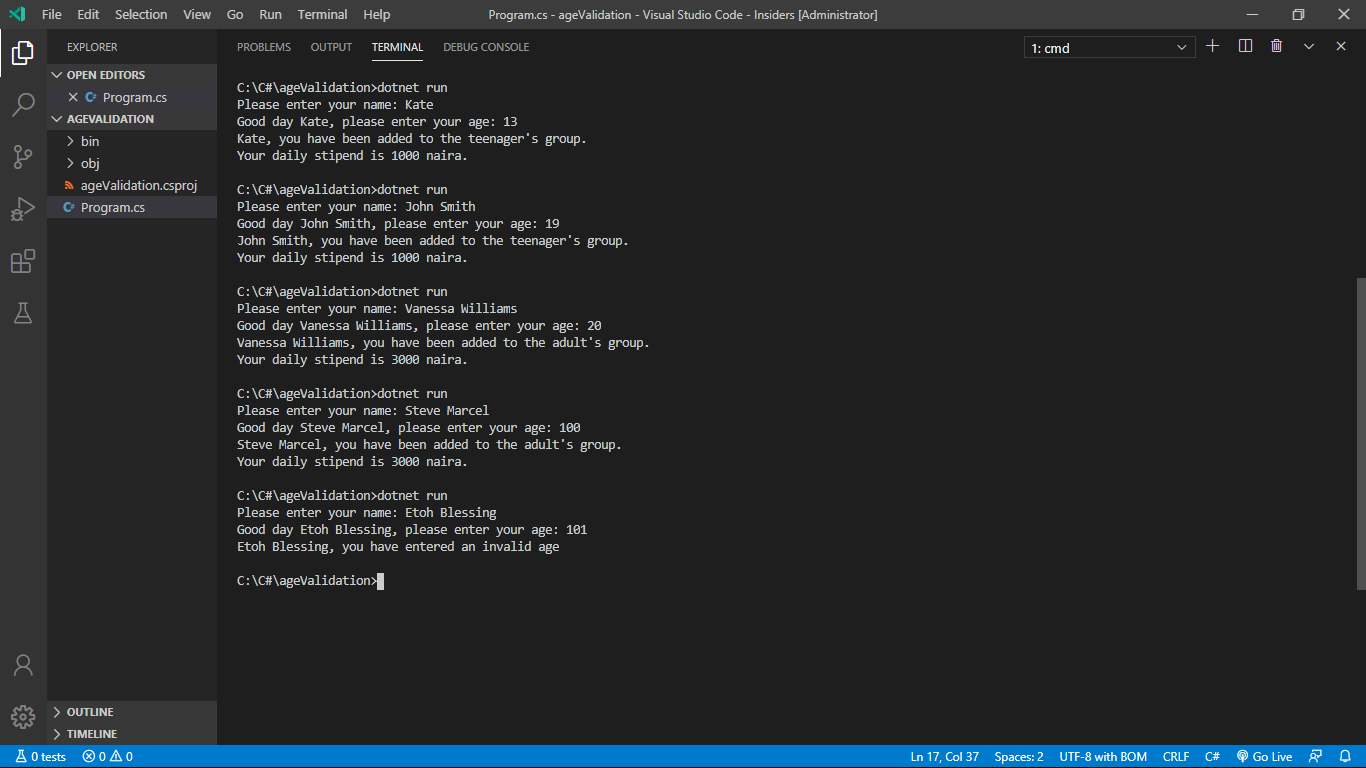 File Edit Selection View Go Run Terminal Help Program.cs - ageValidation - Visual Studio Code - Insiders [Administrator]
EXPLORER
OPEN EDITORS
C# Program.cs
AGEVALIDATION
bin
obj
ageValidation.csproj
C# Program.cs
OUTLINE
TIMELINE
PROBLEMS OUTPUT TERMINAL DEBUG CONSOLE 1: cmd
C:\C#\ageValidation>dotnet run
Please enter your name: Kate
Good day Kate, please enter your age: 13
Kate, you have been added to the teenager's group.
Your daily stipend is 1000 naira.
C:\C#\ageValidation>dotnet run
Please enter your name: John Smith
Good day John Smith, please enter your age: 19
John Smith, you have been added to the teenager's group.
Your daily stipend is 1000 naira.
C:\C#\ageValidation>dotnet run
Please enter your name: Vanessa Williams
Good day Vanessa Williams, please enter your age: 20
Vanessa Williams, you have been added to the adult's group.
Your daily stipend is 3000 naira.
C:\C#\ageValidation>dotnet run
Please enter your name: Steve Marcel
Good day Steve Marcel, please enter your age: 100
Steve Marcel, you have been added to the adult's group.
Your daily stipend is 3000 naira.
C:\C#\ageValidation>dotnet run
Please enter your name: Etoh Blessing
Good day Etoh Blessing, please enter your age: 101
Etoh Blessing, you have entered an invalid age
C:\C#\ageValidation>
0 tests 0 0 Ln 17, Col 37 Spaces: 2 UTF-8 with BOM CRLF C# Go Live